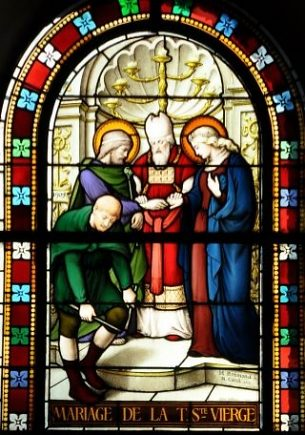 MARIAGE DE LA T. STE VIERGE